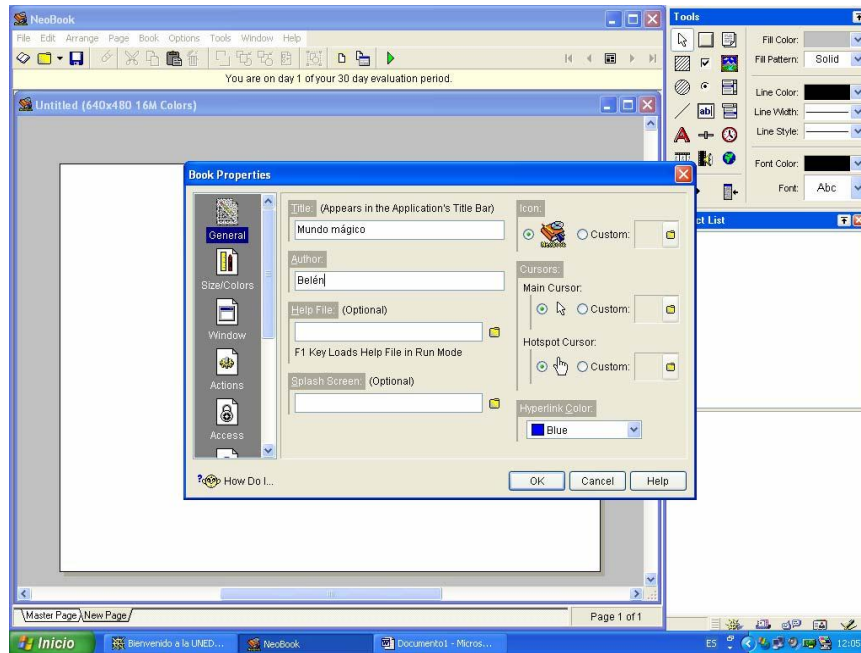 NeoBook
File Edit Arrange Page Book Options Tools Window Help
You are on day 1 of your 30 day evaluation period.
Untitled (640x480 16M Colors)
Tools
Fill Color:
Fill Pattern: Solid
Line Color:
Line Width:
Line Style:
Font Color:
Font: Abc
ct List
Book Properties
General
Size/Colors
Window
Actions
Access
Title: (Appears in the Application's Title Bar)
Mundo mágico
Author:
Belén
Help File: (Optional)
F1 Key Loads Help File in Run Mode
Splash Screen: (Optional)
Icon:
Custom:
Cursors:
Main Cursor:
Custom:
Hotspot Cursor:
Custom:
Hyperlink Color:
Blue
How Do I...
OK Cancel Help
Master Page New Page
Page 1 of 1
Inicio
Bienvenido a la UNED...
NeoBook
Documento1 - Micros...
ES
12:05